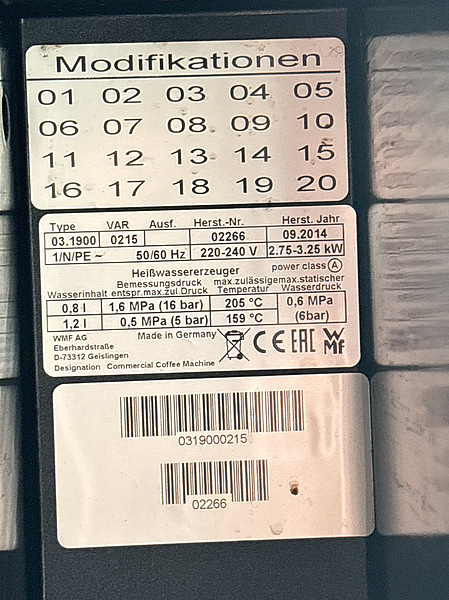 Modifikationen
01 02 03 04 05
06 07 08 09 10
11 12 13 14 15
16 17 18 19 20
Type VAR Ausf. Herst.-Nr. Herst. Jahr
03.1900 0215 02266 09.2014
1/N/PE ~ 50/60 Hz 220-240 V 2.75-3.25 kW
Heißwassererzeuger power class A
Bemessungsdruck max.zulässige max.statischer
Wasserinhalt entspr.max.zul.Druck Temperatur Wasserdruck
0,8 l 1,6 MPa (16 bar) 205 °C 0,6 MPa
1,2 l 0,5 MPa (5 bar) 159 °C (6bar)
WMF AG Made in Germany
Eberhardstraße
D-73312 Geislingen
CE EAC WMF
Designation Commercial Coffee Machine
0319000215
02266